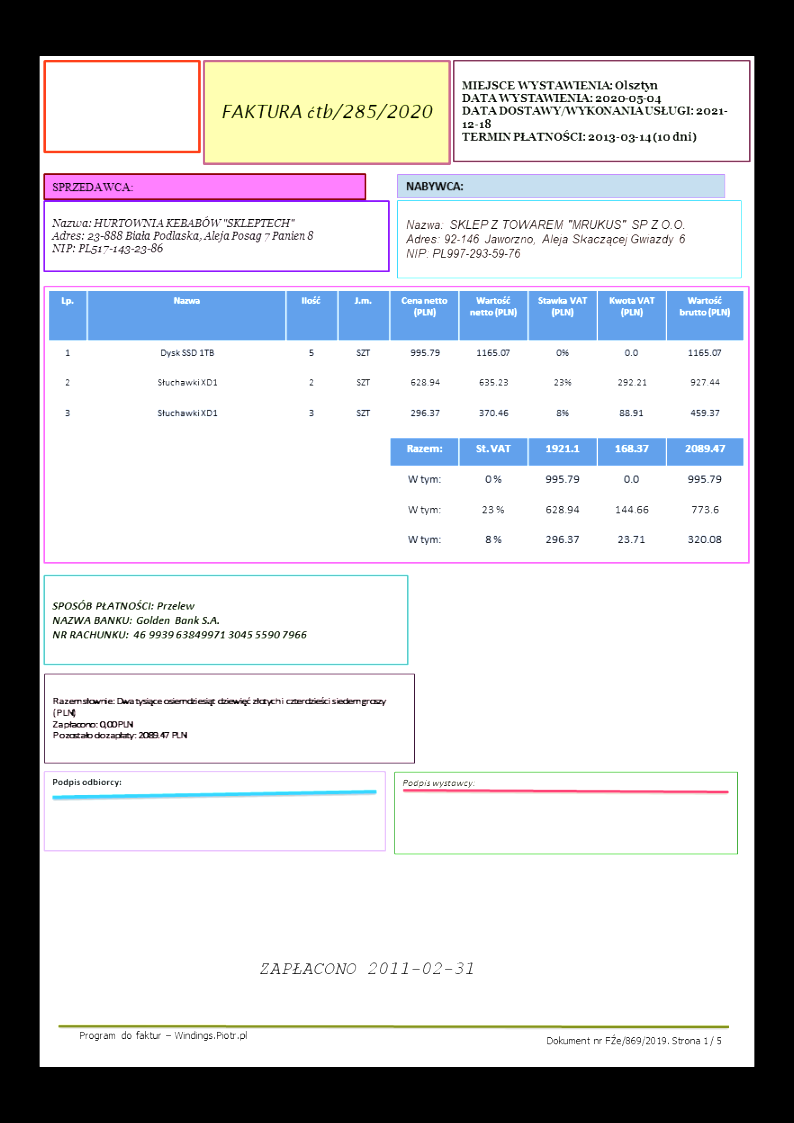 FAKTURA ćtb/285/2020
MIEJSCE WYSTAWIENIA: Olsztyn
DATA WYSTAWIENIA: 2020-05-04
DATA DOSTAWY/WYKONANIA USŁUGI: 2021-
12-18
TERMIN PŁATNOŚCI: 2013-03-14 (10 dni)
SPRZEDAWCA:
Nazwa: HURTOWNIA KEBABÓW "SKLEPTECH"
Adres: 23-888 Biała Podlaska, Aleja Posag 7 Panien 8
NIP: PL517-143-23-86
NABYWCA:
Nazwa: SKLEP Z TOWAREM "MRUKUS" SP Z O.O.
Adres: 92-146 Jaworzno, Aleja Skaczącej Gwiazdy 6
NIP: PL997-293-59-76
Lp. Nazwa Ilość J.m. Cena netto (PLN) Wartość netto (PLN) Stawka VAT (PLN) Kwota VAT (PLN) Wartość brutto (PLN)
1 Dysk SSD 1TB 5 SZT 995.79 1165.07 0% 0.0 1165.07
2 Słuchawki XD1 2 SZT 628.94 635.23 23% 292.21 927.44
3 Słuchawki XD1 3 SZT 296.37 370.46 8% 88.91 459.37
Razem: St. VAT 1921.1 168.37 2089.47
W tym: 0% 995.79 0.0 995.79
W tym: 23% 628.94 144.66 773.6
W tym: 8% 296.37 23.71 320.08
SPOSÓB PŁATNOŚCI: Przelew
NAZWA BANKU: Golden Bank S.A.
NR RACHUNKU: 46 9939 63849971 3045 5590 7966
Razem słownie: Dwa tysiące osiemdziesiąt dziewięć złotych i czterdzieści siedem groszy
(PLN)
Zapłacono: 0,00 PLN
Pozostało do zapłaty: 2089.47 PLN
Podpis odbiorcy:
Podpis wystawcy:
ZAPŁACONO 2011-02-31
Program do faktur – Windings.Piotr.pl
Dokument nr FŹe/869/2019. Strona 1 / 5